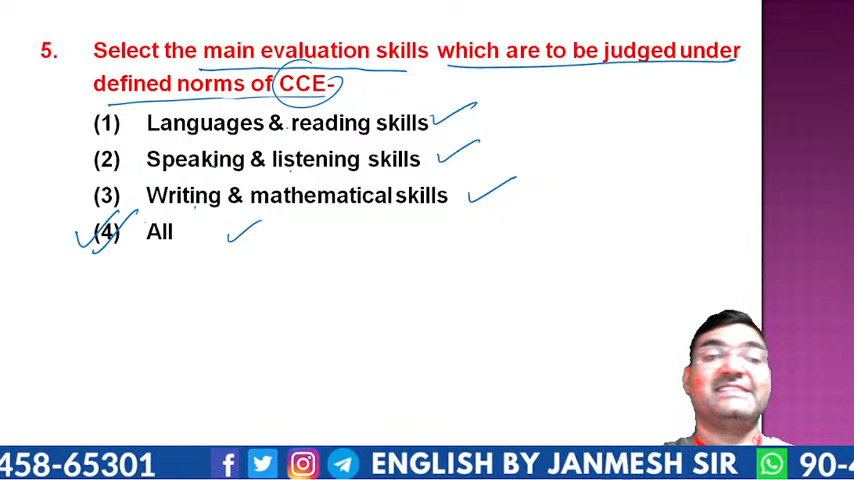 5. Select the main evaluation skills which are to be judged under
defined norms of CCE-
(1) Languages & reading skills
(2) Speaking & listening skills
(3) Writing & mathematical skills
(4) All
458-65301 ENGLISH BY JANMESH SIR 90-4